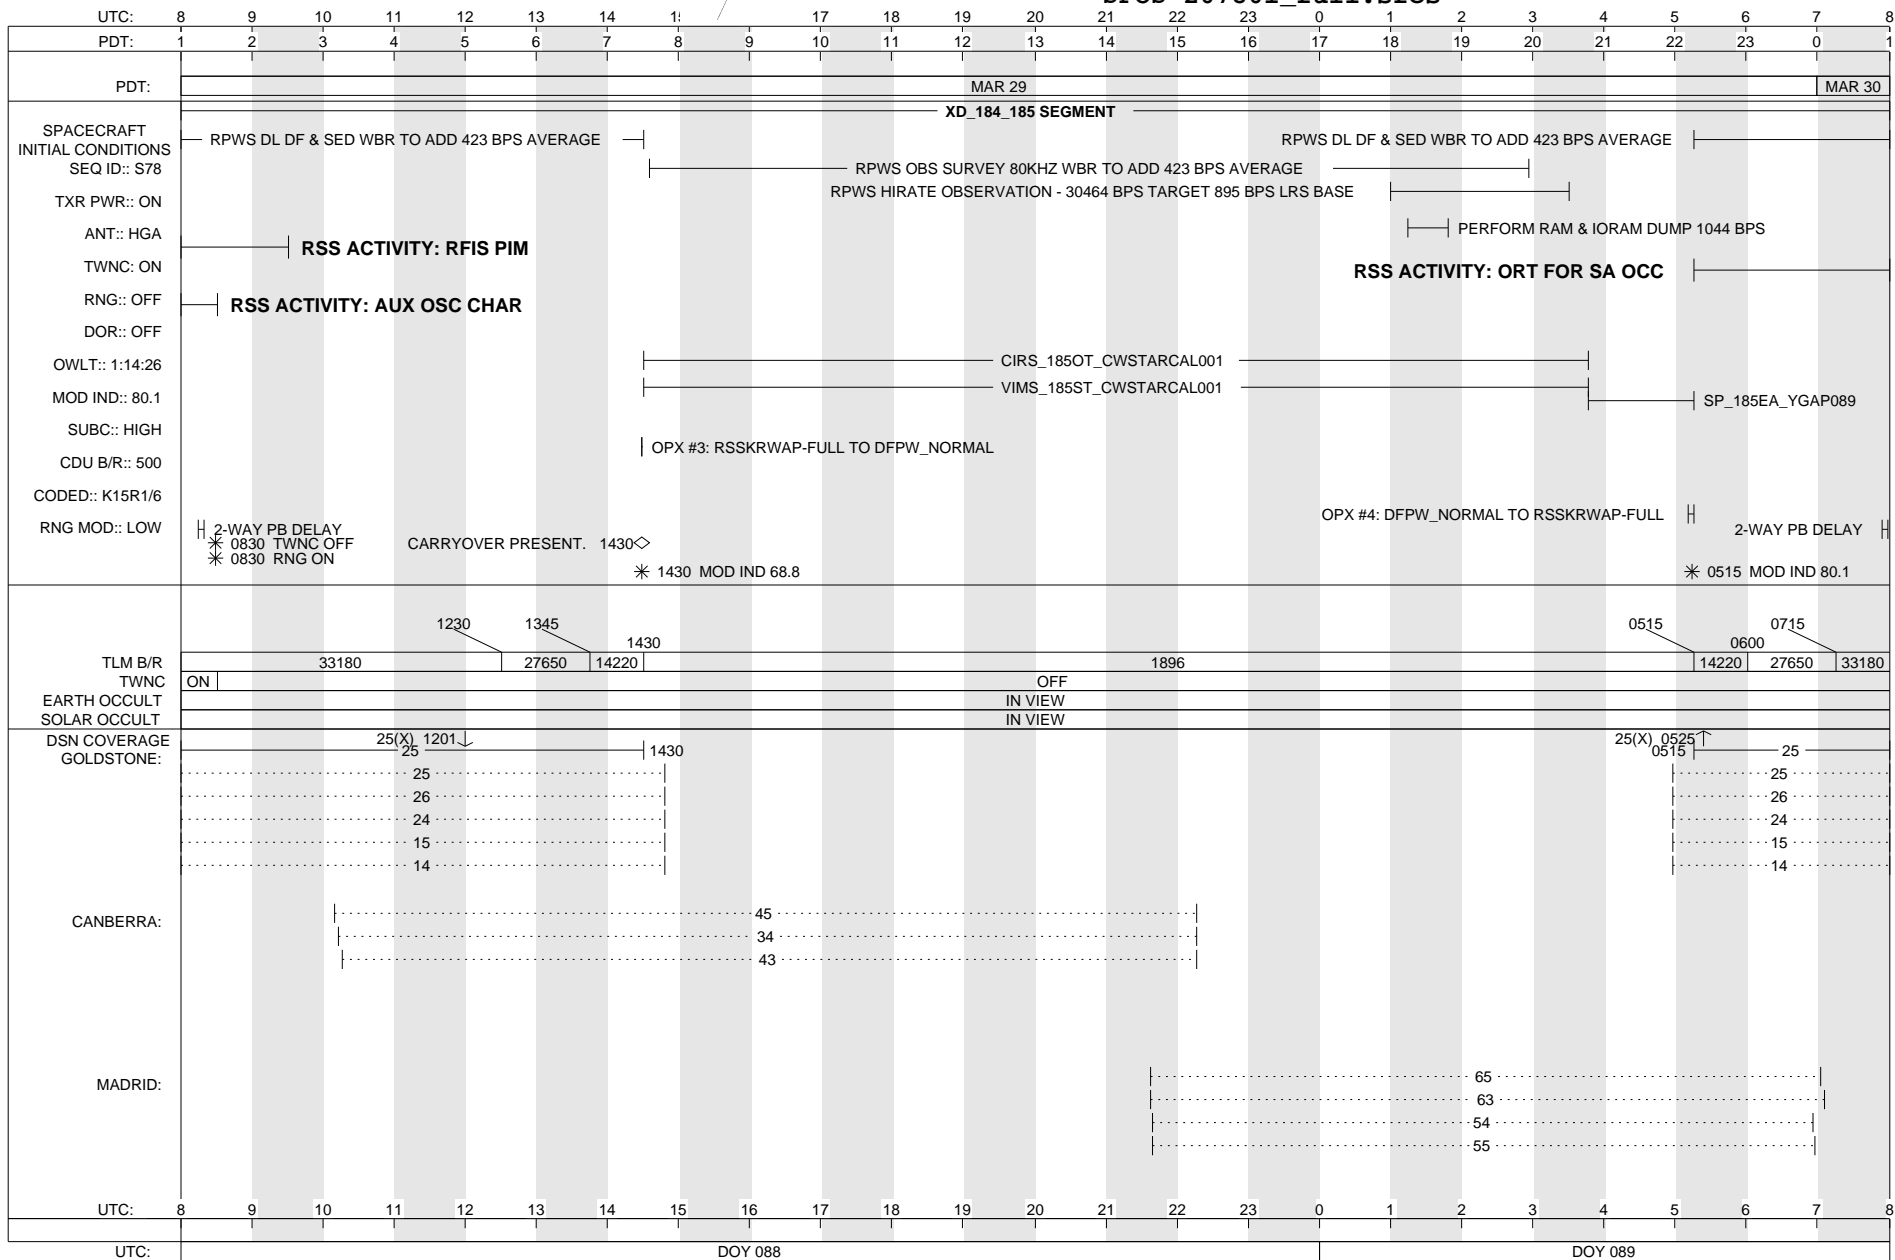 UTC: 8 9 10 11 12 13 14 17 18 19 20 21 22 23 0 1 2 3 4 5 6 7 8
PDT: 1 2 3 4 5 6 7 8 9 10 11 12 13 14 15 16 17 18 19 20 21 22 23 0 1
PDT: MAR 29 MAR 30
XD_184_185 SEGMENT
SPACECRAFT
INITIAL CONDITIONS
RPWS DL DF & SED WBR TO ADD 423 BPS AVERAGE RPWS DL DF & SED WBR TO ADD 423 BPS AVERAGE
SEQ ID:: S78 RPWS OBS SURVEY 80KHZ WBR TO ADD 423 BPS AVERAGE
RPWS HIRATE OBSERVATION - 30464 BPS TARGET 895 BPS LRS BASE
TXR PWR:: ON
ANT:: HGA PERFORM RAM & IORAM DUMP 1044 BPS
RSS ACTIVITY: RFIS PIM
TWNC: ON RSS ACTIVITY: ORT FOR SA OCC
RNG:: OFF RSS ACTIVITY: AUX OSC CHAR
DOR:: OFF
OWLT:: 1:14:26 CIRS_185OT_CWSTARCAL001
VIMS_185ST_CWSTARCAL001
MOD IND:: 80.1 SP_185EA_YGAP089
SUBC:: HIGH
OPX #3: RSSKRWAP-FULL TO DFPW_NORMAL
CDU B/R:: 500
CODED:: K15R1/6
OPX #4: DFPW_NORMAL TO RSSKRWAP-FULL
RNG MOD:: LOW 2-WAY PB DELAY 2-WAY PB DELAY
0830 TWNC OFF CARRYOVER PRESENT. 1430
0830 RNG ON
1430 MOD IND 68.8 0515 MOD IND 80.1
1230 1345 0515 0715
1430 0600
TLM B/R 33180 27650 14220 1896 14220 27650 33180
TWNC ON OFF
EARTH OCCULT IN VIEW
SOLAR OCCULT IN VIEW
DSN COVERAGE 25(X) 1201 25(X) 0525
GOLDSTONE: 25 1430 0515 25
25 25
26 26
24 24
15 15
14 14
CANBERRA: 45
34
43
MADRID: 65
63
54
55
UTC: 8 9 10 11 12 13 14 15 16 17 18 19 20 21 22 23 0 1 2 3 4 5 6 7 8
UTC: DOY 088 DOY 089